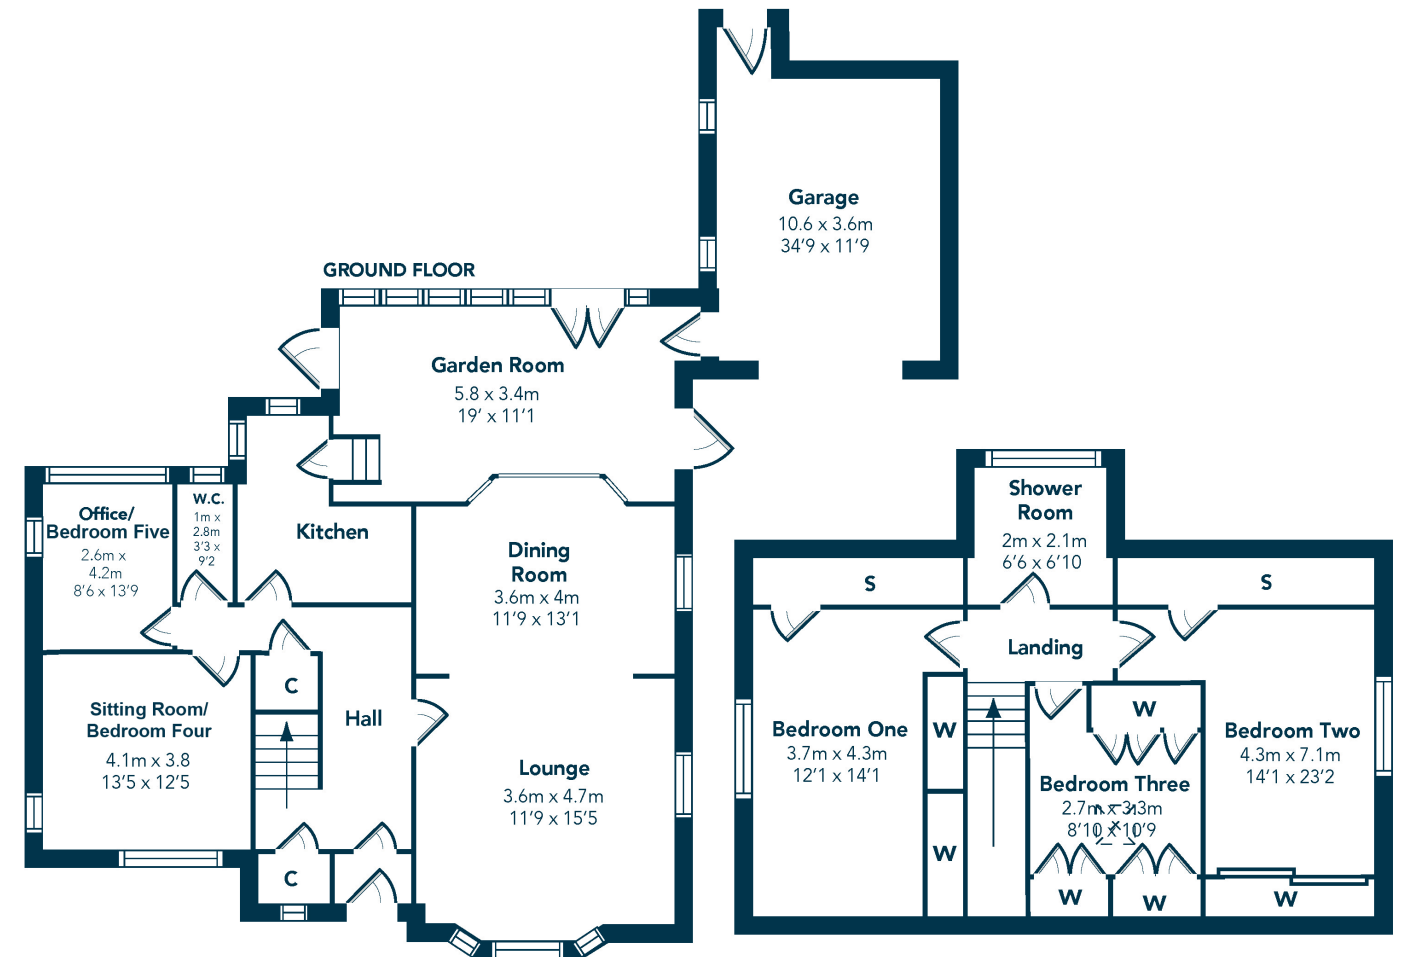 Garage
10.6 x 3.6m
34'9 x 11'9
GROUND FLOOR
Garden Room
5.8 x 3.4m
19' x 11'1
W.C.
1m x
2.8m
3'3 x
9'2
Office/
Bedroom Five
2.6m x
4.2m
8'6 x 13'9
Kitchen
Dining
Room
3.6m x 4m
11'9 x 13'1
C
Sitting Room/
Bedroom Four
4.1m x 3.8
13'5 x 12'5
Hall
Lounge
3.6m x 4.7m
11'9 x 15'5
C
Shower
Room
2m x 2.1m
6'6 x 6'10
S
S
Landing
Bedroom One
3.7m x 4.3m
12'1 x 14'1
W
W
W
Bedroom Two
4.3m x 7.1m
14'1 x 23'2
Bedroom Three
2.7m x 3.3m
8'10 x 10'9
W
W
W